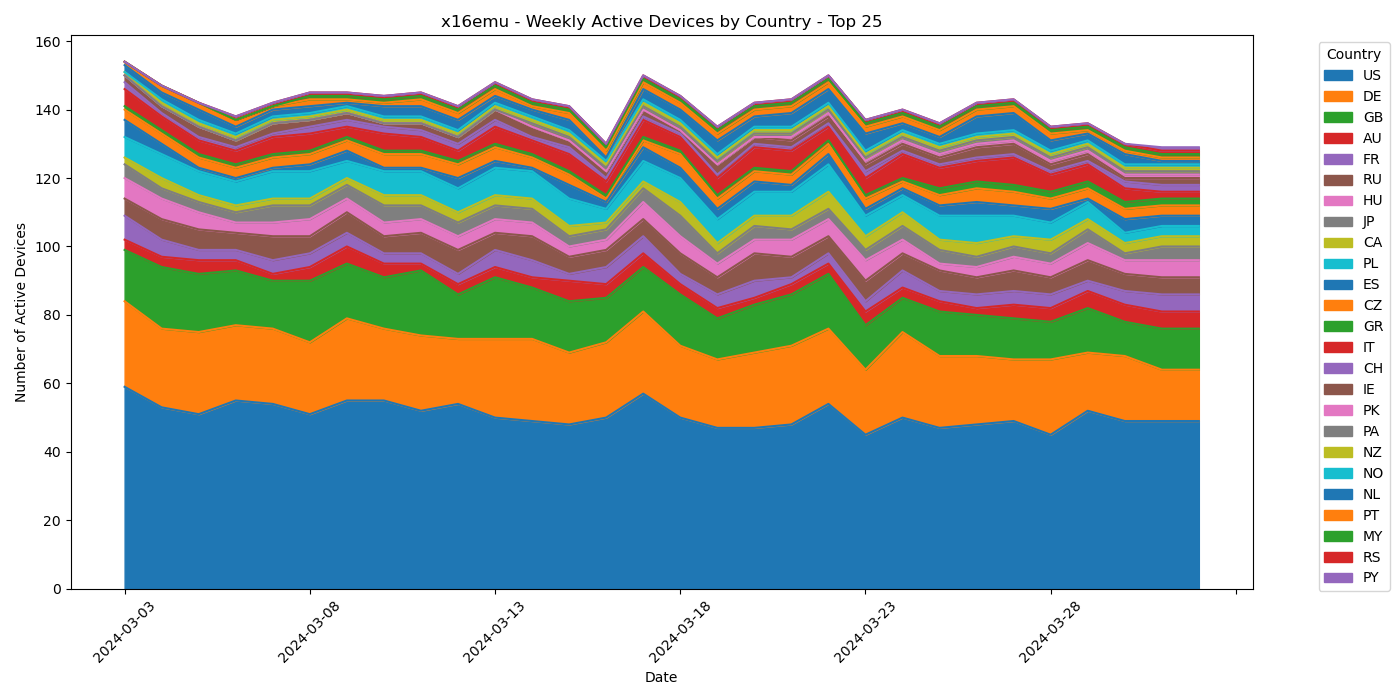 x16emu - Weekly Active Devices by Country - Top 25
160
140
120
100
80
60
40
20
0
Number of Active Devices
2024-03-03
2024-03-08
2024-03-13
2024-03-18
2024-03-23
2024-03-28
Date
Country
US
DE
GB
AU
FR
RU
HU
JP
CA
PL
ES
CZ
GR
IT
CH
IE
PK
PA
NZ
NO
NL
PT
MY
RS
PY